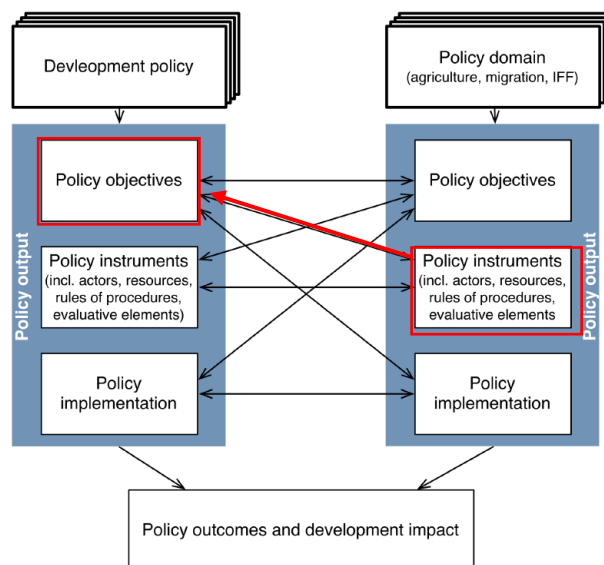 Devleopment policy
Policy domain
(agriculture, migration, IFF)
Policy output
Policy objectives
Policy instruments
(incl. actors, resources,
rules of procedures,
evaluative elements)
Policy
implementation
Policy objectives
Policy instruments
(incl. actors, resources,
rules of procedures,
evaluative elements
Policy
implementation
Policy output
Policy outcomes and development impact